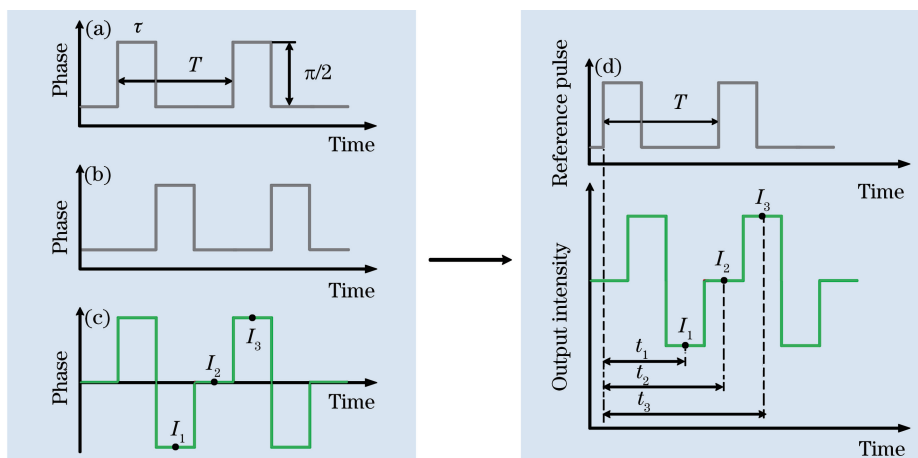 (a)
τ
T
π/2
Phase
Time
(b)
Phase
Time
(c)
I3
I2
I1
Phase
Time
(d)
T
Reference pulse
Time
I3
I2
I1
t1
t2
t3
Output intensity
Time